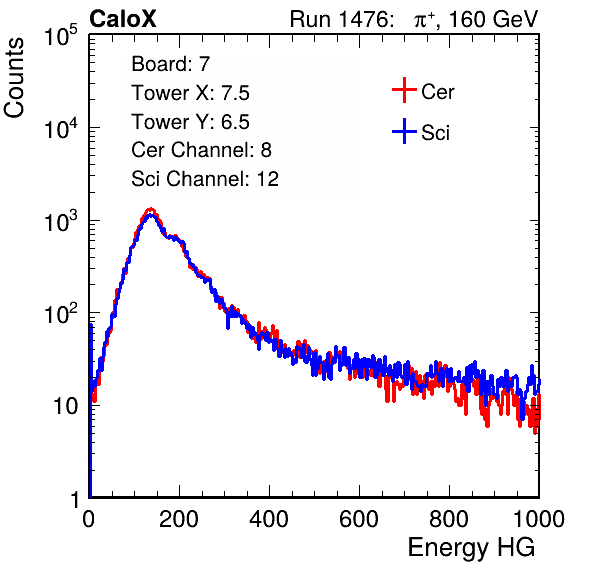 CaloX Run 1476: π⁺, 160 GeV
Counts
10⁵
10⁴
10³
10²
10
1
Board: 7
Tower X: 7.5
Tower Y: 6.5
Cer Channel: 8
Sci Channel: 12
Cer
Sci
0 200 400 600 800 1000
Energy HG